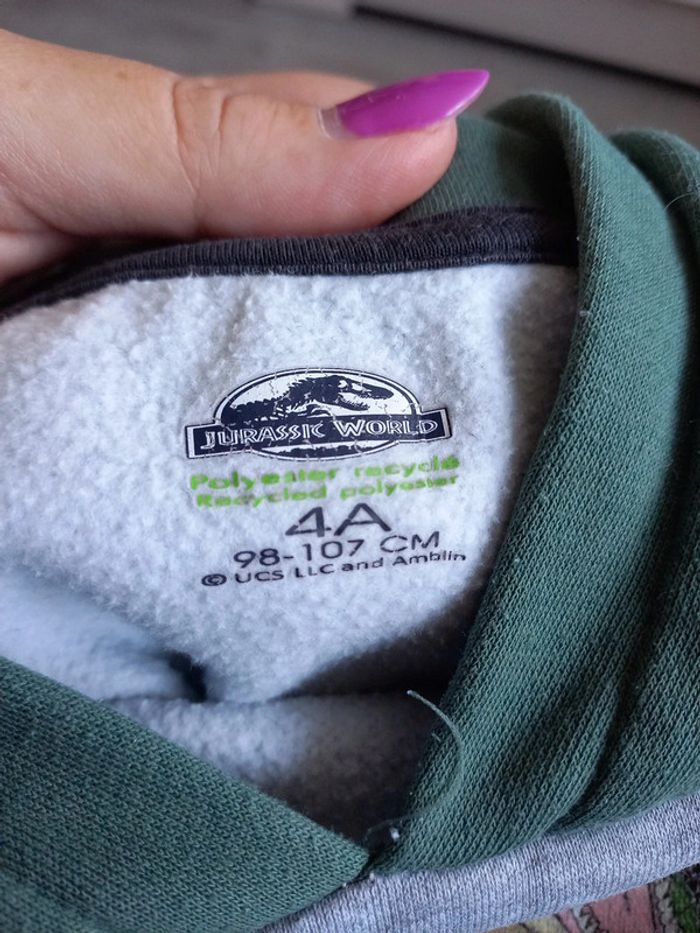 JURASSIC WORLD
Polyester recyclé
Recycled polyester
4A
98-107 CM
© UCS LLC and Amblin